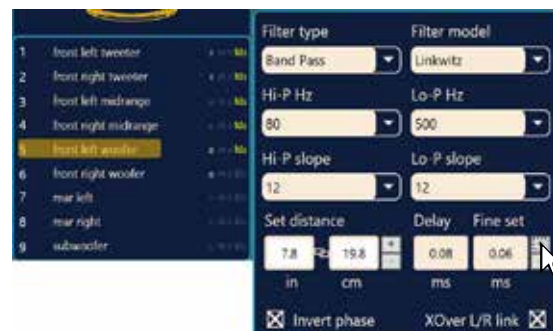 1 front left tweeter
2 front right tweeter
3 front left midrange
4 front right midrange
5 front left woofer
6 front right woofer
7 rear left
8 rear right
9 subwoofer
Filter type Filter model
Band Pass Linkwitz
Hi-P Hz Lo-P Hz
80 500
Hi-P slope Lo-P slope
12 12
Set distance Delay Fine set
7.8 19.8 0.08 0.06
in cm ms ms
Invert phase XOver L/R link